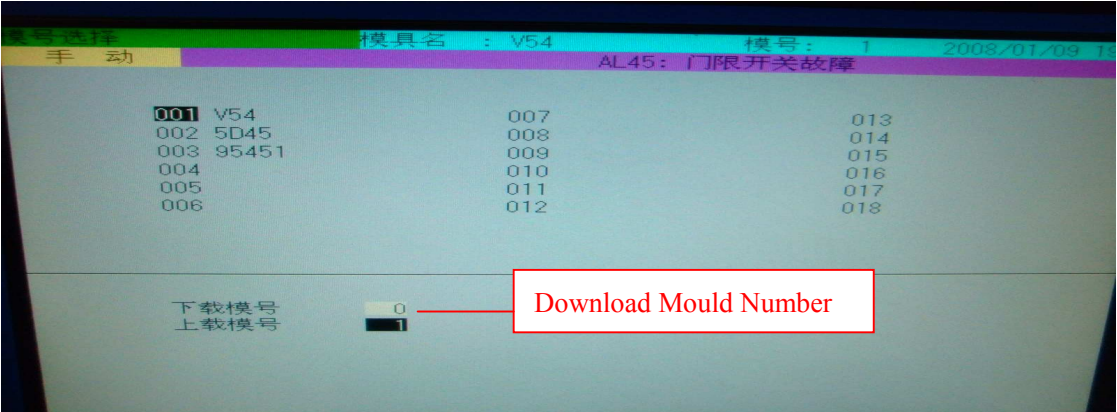 模号选择 模具名 : V54 模号: 1 2008/01/09 19
手 动 AL45: 门限开关故障
001 V54 007 013
002 5D45 008 014
003 95451 009 015
004 010 016
005 011 017
006 012 018
下载模号 0
上载模号 1
Download Mould Number